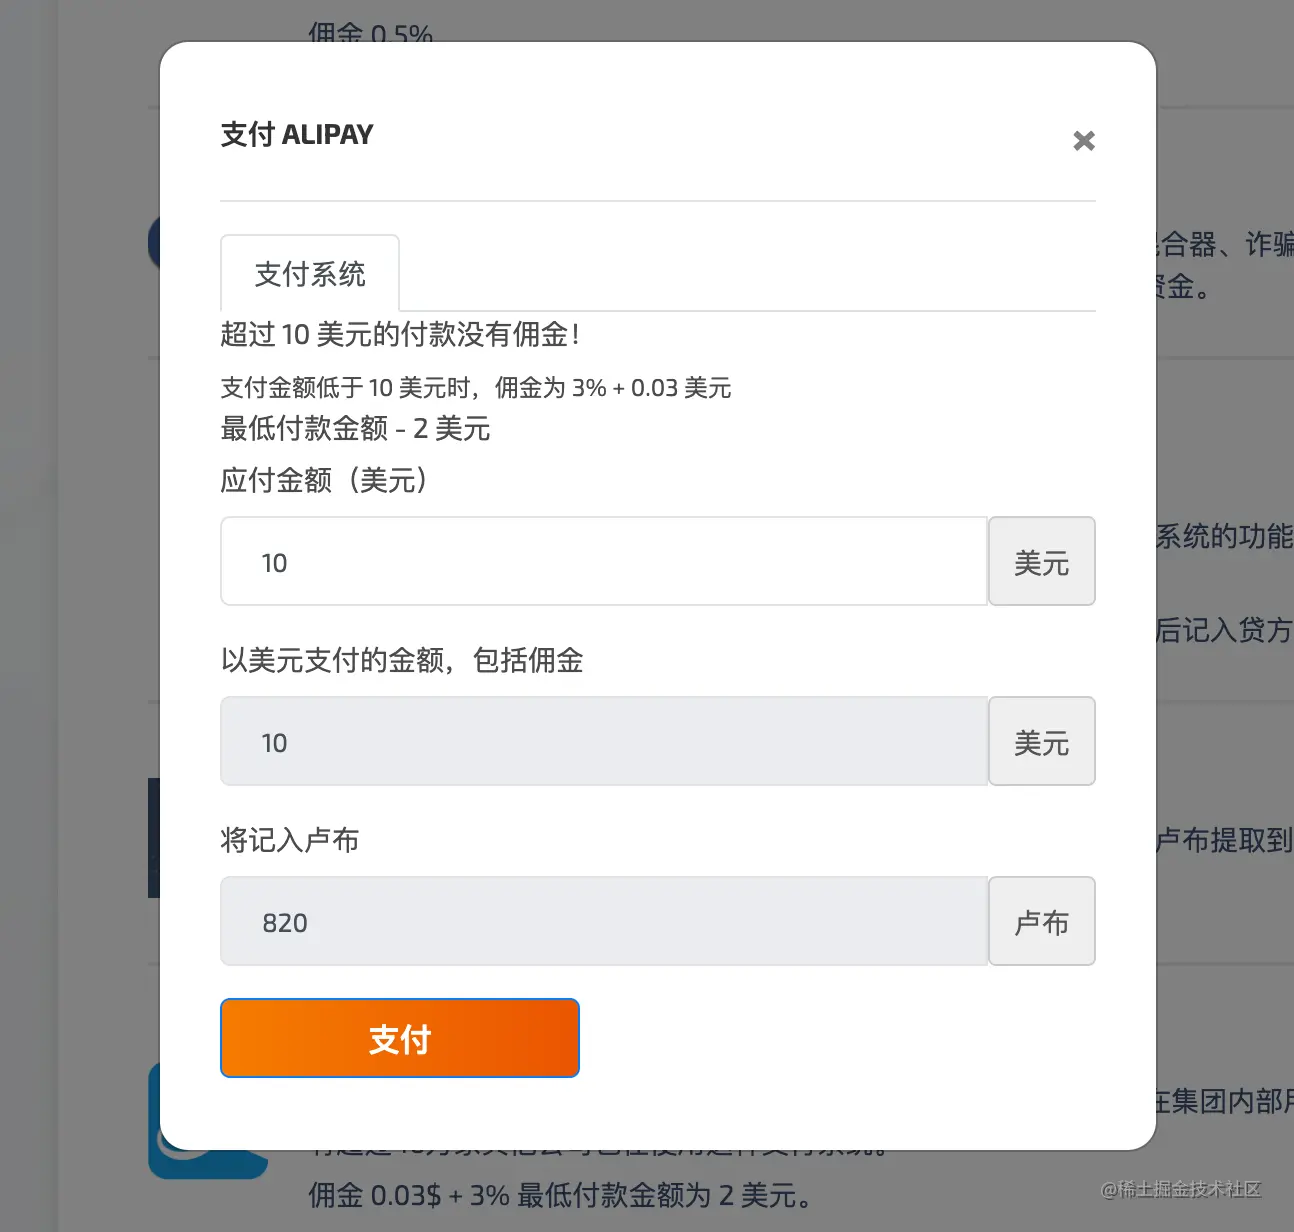 佣金 0.5%
支付 ALIPAY
合器、诈骗
资金。
支付系统
超过 10 美元的付款没有佣金！
支付金额低于 10 美元时，佣金为 3% + 0.03 美元
最低付款金额 - 2 美元
应付金额（美元）
10 美元
系统的功能
后记入贷方
以美元支付的金额，包括佣金
10 美元
将记入卢布
卢布提取到
820 卢布
支付
在集团内部
佣金 0.03$ + 3% 最低付款金额为 2 美元。
@稀土掘金技术社区